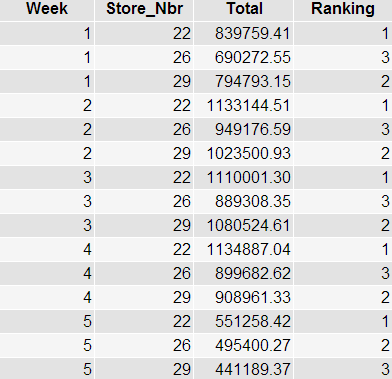 Week Store_Nbr Total Ranking
1 22 839759.41 1
1 26 690272.55 3
1 29 794793.15 2
2 22 1133144.51 1
2 26 949176.59 3
2 29 1023500.93 2
3 22 1110001.30 1
3 26 889308.35 3
3 29 1080524.61 2
4 22 1134887.04 1
4 26 899682.62 3
4 29 908961.33 2
5 22 551258.42 1
5 26 495400.27 2
5 29 441189.37 3